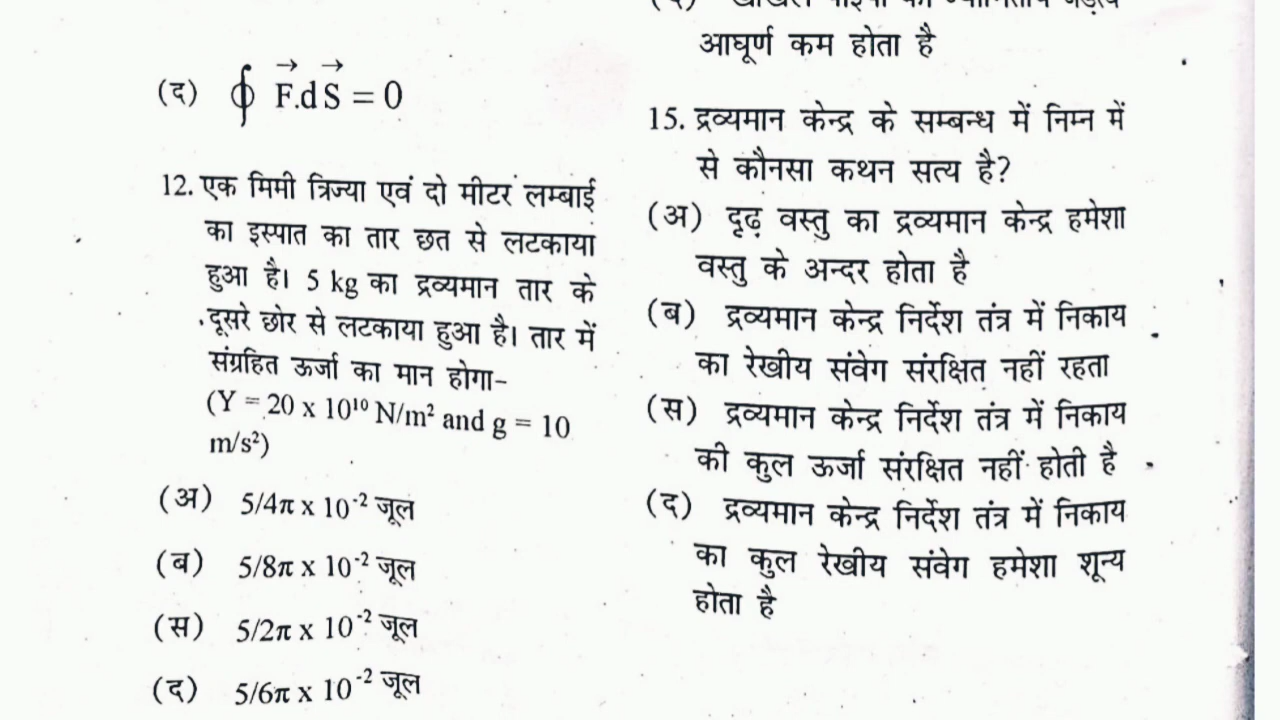 (द) ∮ F⃗.dS⃗ = 0
12. एक मिमी त्रिज्या एवं दो मीटर लम्बाई
का इस्पात का तार छत से लटकाया
हुआ है। 5 kg का द्रव्यमान तार के
दूसरे छोर से लटकाया हुआ है। तार में
संग्रहित ऊर्जा का मान होगा-
(Y = 20 x 10¹⁰ N/m² and g = 10
m/s²)
(अ) 5/4π x 10⁻² जूल
(ब) 5/8π x 10⁻² जूल
(स) 5/2π x 10⁻² जूल
(द) 5/6π x 10⁻² जूल
आघूर्ण कम होता है
15. द्रव्यमान केन्द्र के सम्बन्ध में निम्न में
से कौनसा कथन सत्य है?
(अ) दृढ़ वस्तु का द्रव्यमान केन्द्र हमेशा
वस्तु के अन्दर होता है
(ब) द्रव्यमान केन्द्र निर्देश तंत्र में निकाय
का रेखीय संवेग संरक्षित नहीं रहता
(स) द्रव्यमान केन्द्र निर्देश तंत्र में निकाय
की कुल ऊर्जा संरक्षित नहीं होती है
(द) द्रव्यमान केन्द्र निर्देश तंत्र में निकाय
का कुल रेखीय संवेग हमेशा शून्य
होता है